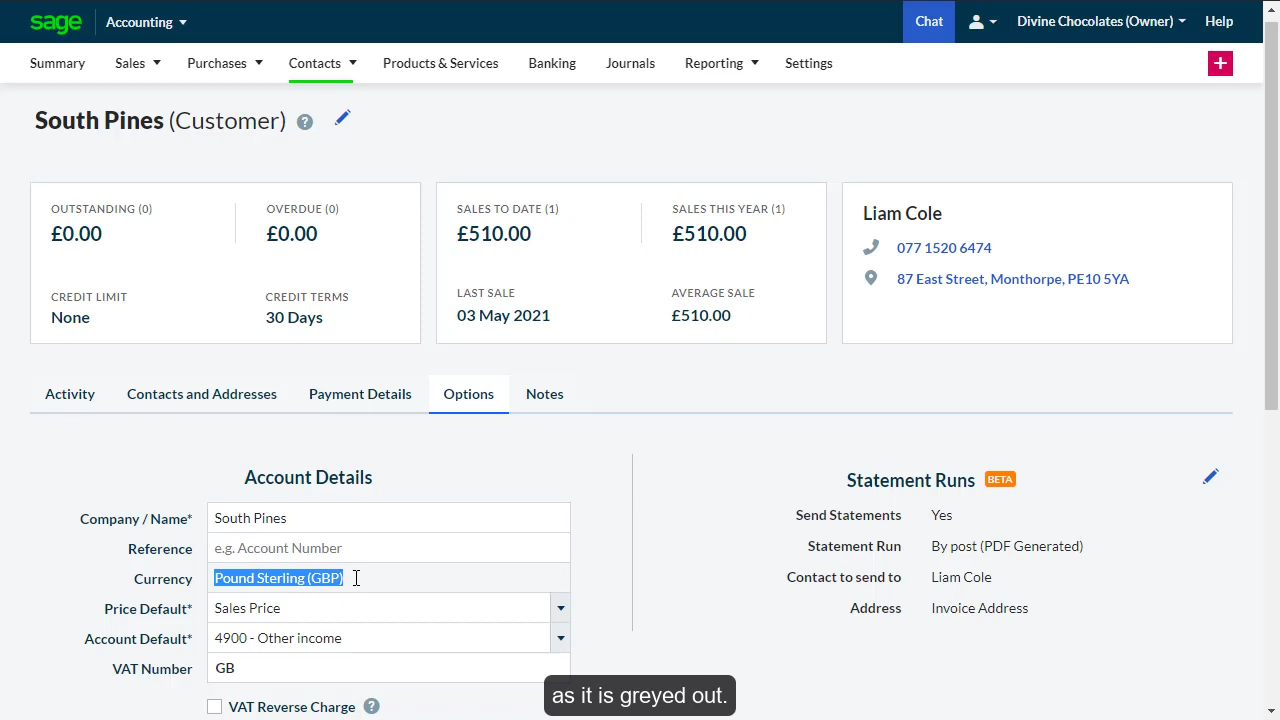 sage Accounting Chat Divine Chocolates (Owner) Help
Summary Sales Purchases Contacts Products & Services Banking Journals Reporting Settings +
South Pines (Customer) ?
OUTSTANDING (0) OVERDUE (0)
£0.00 £0.00
CREDIT LIMIT CREDIT TERMS
None 30 Days
SALES TO DATE (1) SALES THIS YEAR (1)
£510.00 £510.00
LAST SALE AVERAGE SALE
03 May 2021 £510.00
Liam Cole
077 1520 6474
87 East Street, Monthorpe, PE10 5YA
Activity Contacts and Addresses Payment Details Options Notes
Account Details
Company / Name* South Pines
Reference e.g. Account Number
Currency Pound Sterling (GBP)
Price Default* Sales Price
Account Default* 4900 - Other income
VAT Number GB
VAT Reverse Charge ?
Statement Runs BETA
Send Statements Yes
Statement Run By post (PDF Generated)
Contact to send to Liam Cole
Address Invoice Address
as it is greyed out.